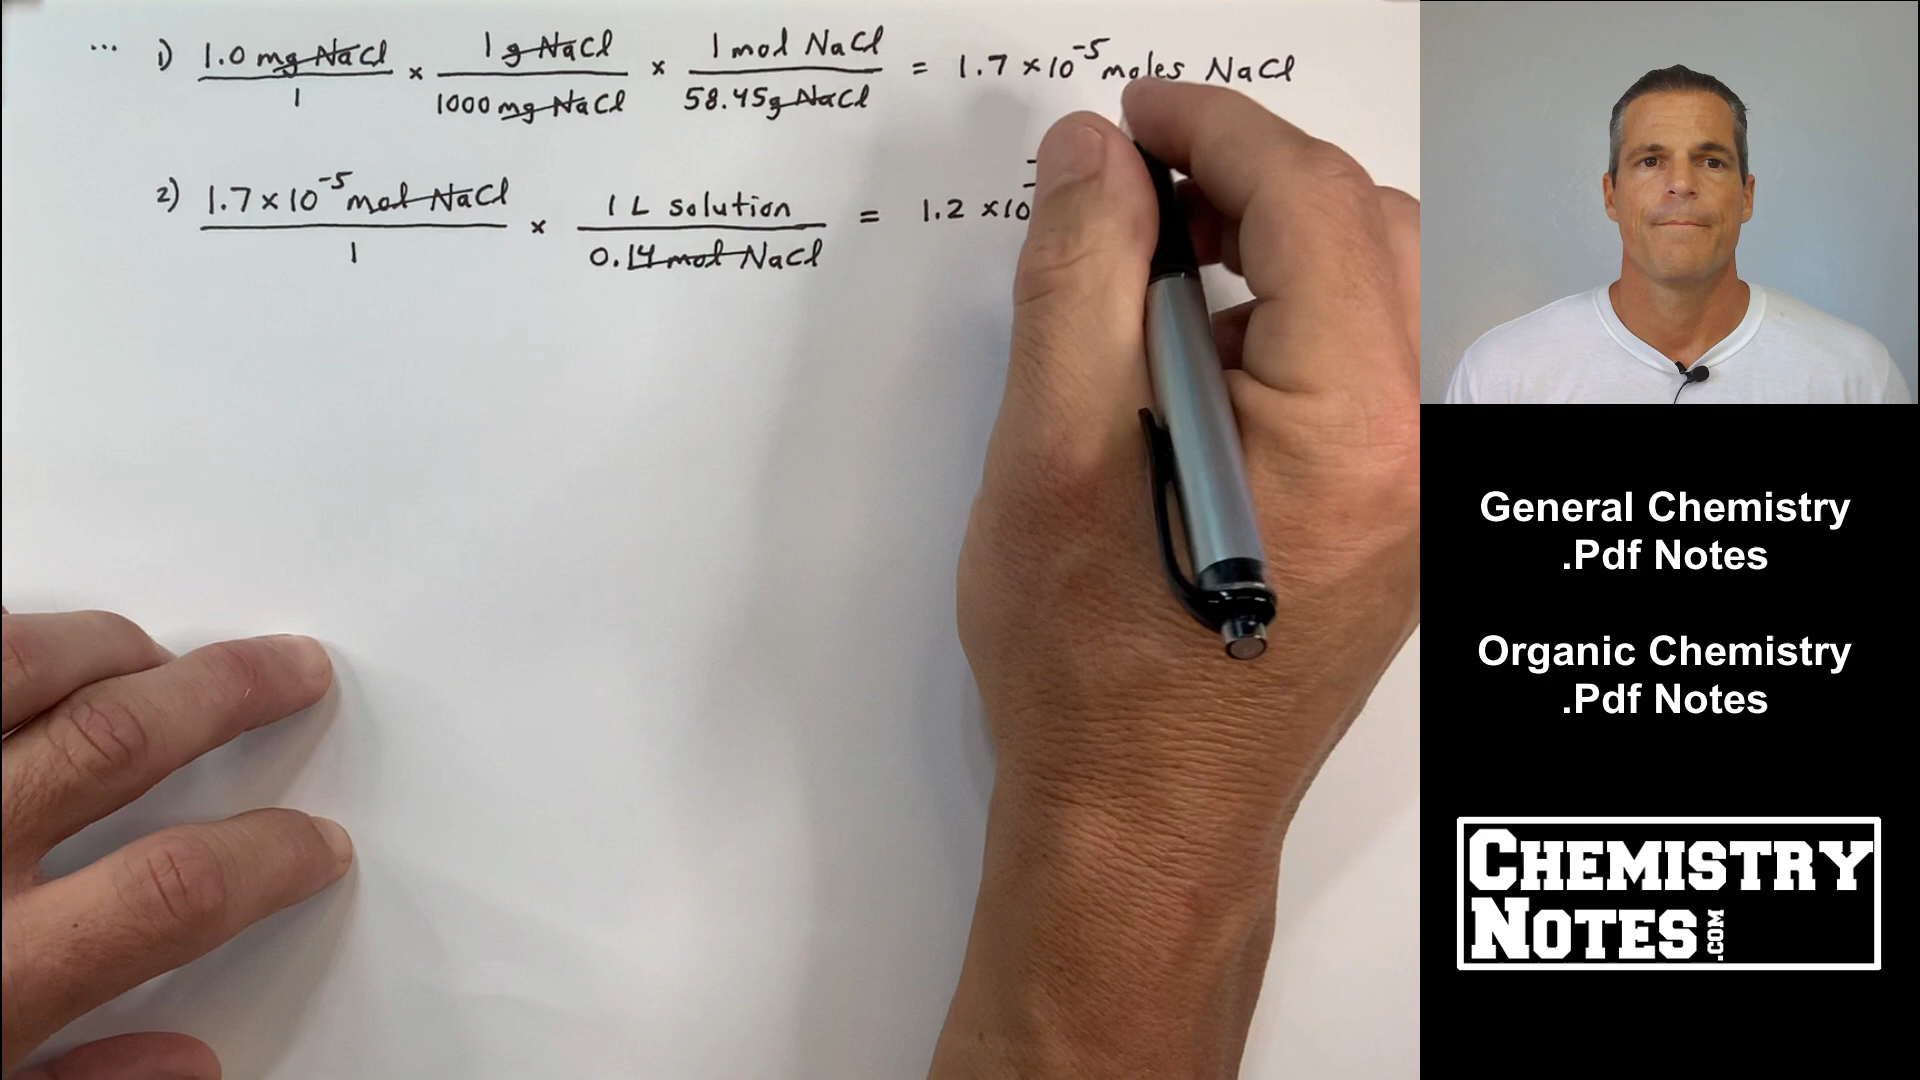 ... 1) 1.0 mg NaCl / 1 × 1 g NaCl / 1000 mg NaCl × 1 mol NaCl / 58.45g NaCl = 1.7 × 10⁻⁵ moles NaCl
2) 1.7 × 10⁻⁵ mol NaCl / 1 × 1 L solution / 0.14 mol NaCl = 1.2 × 10
General Chemistry
.Pdf Notes
Organic Chemistry
.Pdf Notes
CHEMISTRY
NOTES.COM